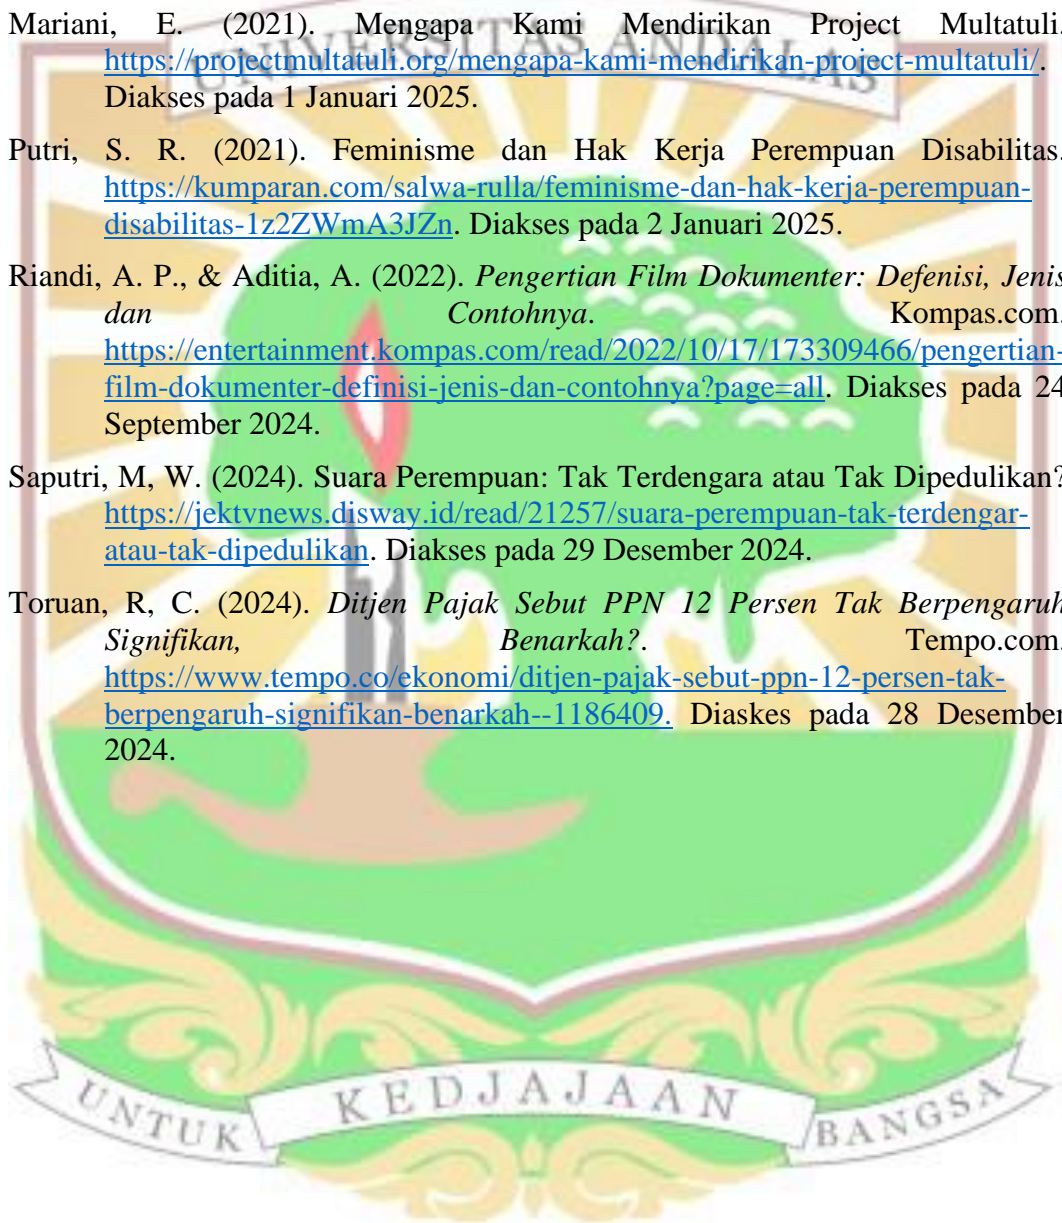 Mariani, E. (2021). Mengapa Kami Mendirikan Project Multatuli.
UNIVERSITAS ANDALAS
https://projectmultatuli.org/mengapa-kami-mendirikan-project-multatuli/.
Diakses pada 1 Januari 2025.
Putri, S. R. (2021). Feminisme dan Hak Kerja Perempuan Disabilitas.
https://kumparan.com/salwa-rulla/feminisme-dan-hak-kerja-perempuan-
disabilitas-1z2ZWmA3JZn. Diakses pada 2 Januari 2025.
Riandi, A. P., & Aditia, A. (2022). Pengertian Film Dokumenter: Defenisi, Jenis
dan Contohnya. Kompas.com.
https://entertainment.kompas.com/read/2022/10/17/173309466/pengertian-
film-dokumenter-definisi-jenis-dan-contohnya?page=all. Diakses pada 24
September 2024.
Saputri, M, W. (2024). Suara Perempuan: Tak Terdengara atau Tak Dipedulikan?
https://jektvnews.disway.id/read/21257/suara-perempuan-tak-terdengar-
atau-tak-dipedulikan. Diakses pada 29 Desember 2024.
Toruan, R, C. (2024). Ditjen Pajak Sebut PPN 12 Persen Tak Berpengaruh
Signifikan, Benarkah?. Tempo.com.
https://www.tempo.co/ekonomi/ditjen-pajak-sebut-ppn-12-persen-tak-
berpengaruh-signifikan-benarkah--1186409. Diaskes pada 28 Desember
2024.
UNTUK KEDJAJAAN BANGSA